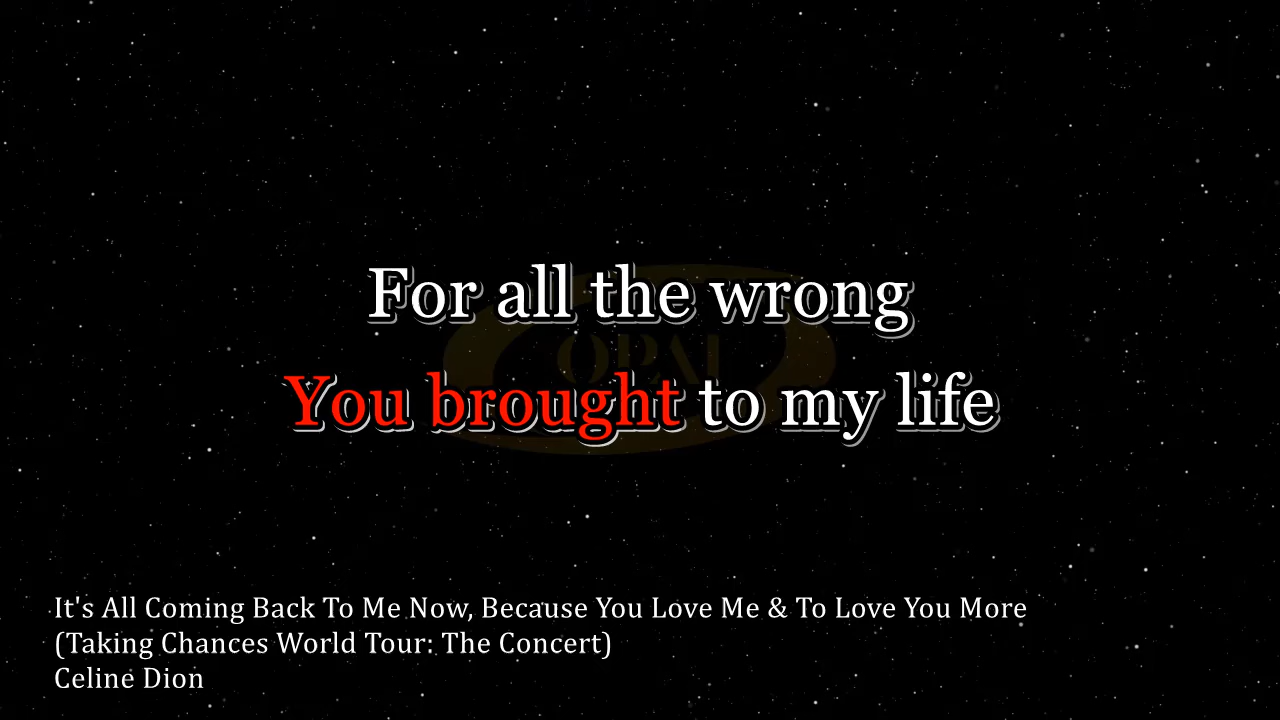 For all the wrong
OPAL
You brought to my life
It's All Coming Back To Me Now, Because You Love Me & To Love You More
(Taking Chances World Tour: The Concert)
Celine Dion